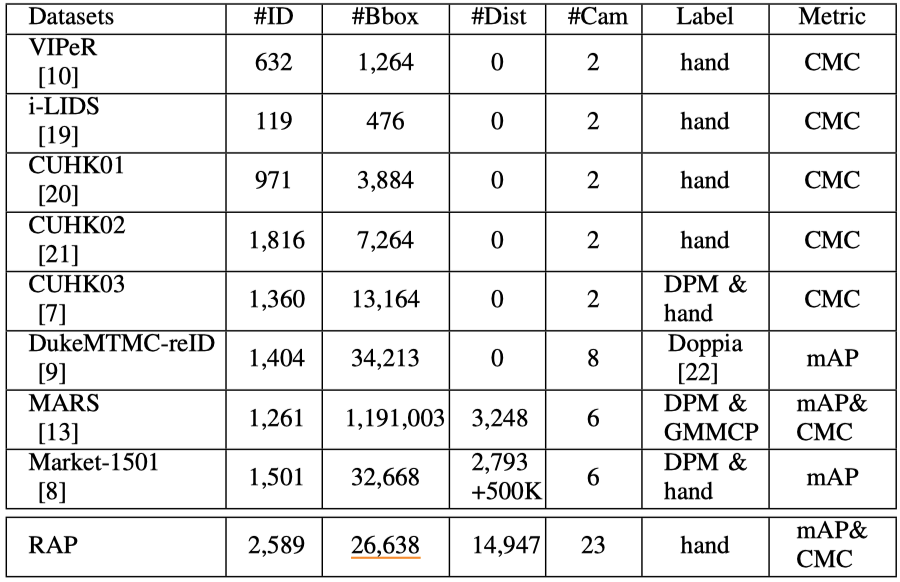 Datasets #ID #Bbox #Dist #Cam Label Metric
VIPeR
[10] 632 1,264 0 2 hand CMC
i-LIDS
[19] 119 476 0 2 hand CMC
CUHK01
[20] 971 3,884 0 2 hand CMC
CUHK02
[21] 1,816 7,264 0 2 hand CMC
CUHK03 DPM &
[7] 1,360 13,164 0 2 hand CMC
DukeMTMC-reID Doppia
[9] 1,404 34,213 0 8 [22] mAP
MARS DPM & mAP&
[13] 1,261 1,191,003 3,248 6 GMMCP CMC
Market-1501 2,793 DPM &
[8] 1,501 32,668 +500K 6 hand mAP
RAP 2,589 26,638 14,947 23 hand mAP&
CMC